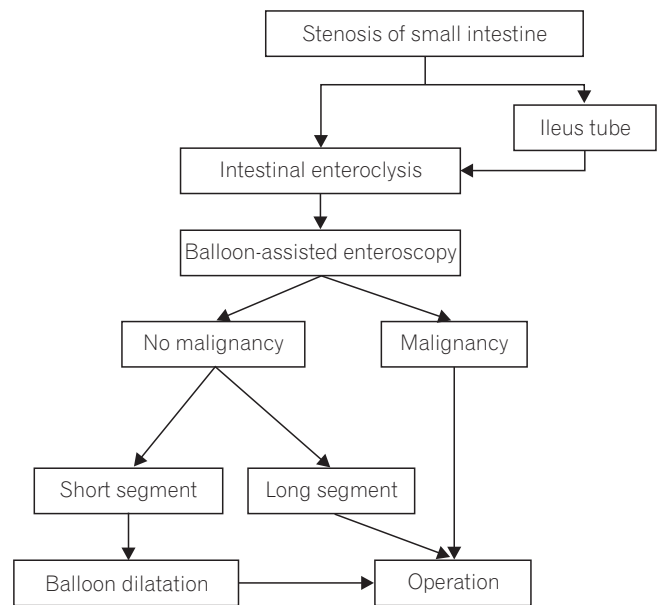 Stenosis of small intestine
Ileus tube
Intestinal enteroclysis
Balloon-assisted enteroscopy
No malignancy
Malignancy
Short segment
Long segment
Balloon dilatation
Operation